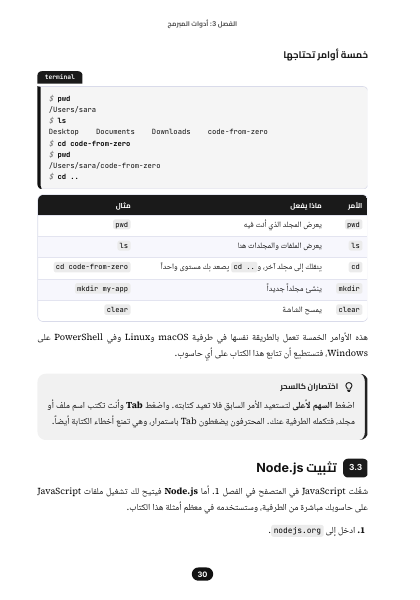 الفصل 3: أدوات المبرمج
خمسة أوامر تحتاجها
terminal
$ pwd
/Users/sara
$ ls
Desktop    Documents    Downloads    code-from-zero
$ cd code-from-zero
$ pwd
/Users/sara/code-from-zero
$ cd ..
الأمر ماذا يفعل مثال
pwd يعرض المجلد الذي أنت فيه pwd
ls يعرض الملفات والمجلدات هنا ls
cd ينقلك إلى مجلد آخر، و cd .. يصعد بك مستوى واحداً cd code-from-zero
mkdir ينشئ مجلداً جديداً mkdir my-app
clear يمسح الشاشة clear
هذه الأوامر الخمسة تعمل بالطريقة نفسها في طرفية macOS وLinux وفي PowerShell على
Windows، فتستطيع أن تتابع هذا الكتاب على أي حاسوب.
اختصاران كالسحر
اضغط السهم لأعلى لتستعيد الأمر السابق فلا تعيد كتابته. واضغط Tab وأنت تكتب اسم ملف أو
مجلد، فتكمله الطرفية عنك. المحترفون يضغطون Tab باستمرار، وهي تمنع أخطاء الكتابة أيضاً.
3.3 تثبيت Node.js
شغّلت JavaScript في المتصفح في الفصل 1. أما Node.js فيتيح لك تشغيل ملفات JavaScript
على حاسوبك مباشرة من الطرفية، وستستخدمه في معظم أمثلة هذا الكتاب.
1. ادخل إلى nodejs.org.
30